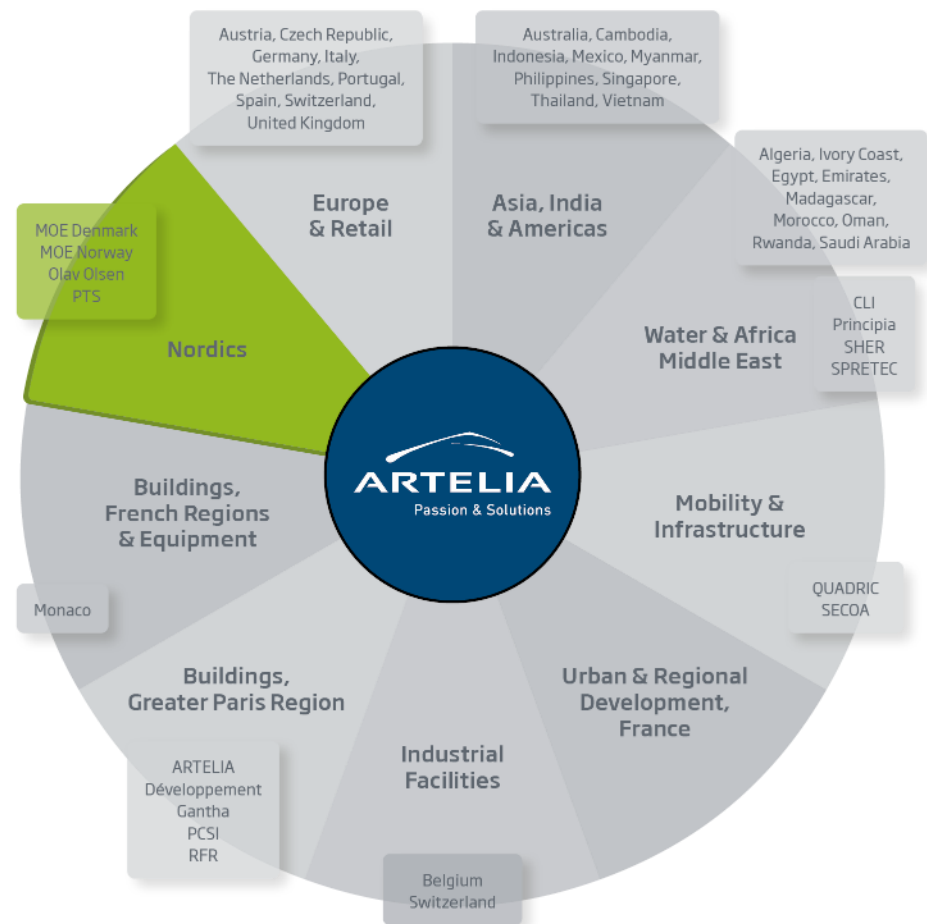 Austria, Czech Republic,
Germany, Italy,
The Netherlands, Portugal,
Spain, Switzerland,
United Kingdom
Australia, Cambodia,
Indonesia, Mexico, Myanmar,
Philippines, Singapore,
Thailand, Vietnam
Algeria, Ivory Coast,
Egypt, Emirates,
Madagascar,
Morocco, Oman,
Rwanda, Saudi Arabia
Europe
& Retail
Asia, India
& Americas
MOE Denmark
MOE Norway
Olav Olsen
PTS
Nordics
Water & Africa
Middle East
CLI
Principia
SHER
SPRETEC
ARTELIA
Passion & Solutions
Buildings,
French Regions
& Equipment
Mobility &
Infrastructure
Monaco
QUADRIC
SECOA
Buildings,
Greater Paris Region
Urban & Regional
Development,
France
Industrial
Facilities
ARTELIA
Développement
Gantha
PCSI
RFR
Belgium
Switzerland